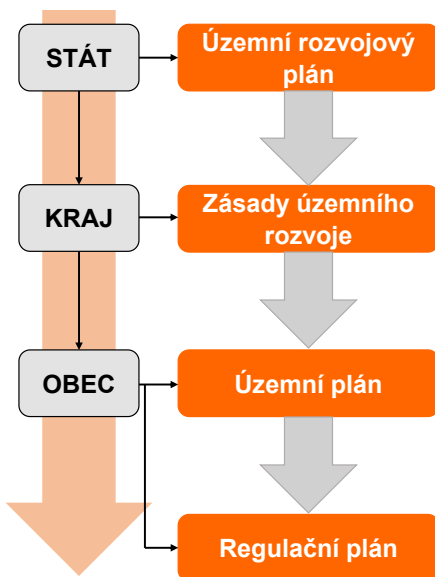 STÁT
Územní rozvojový
plán
KRAJ
Zásady územního
rozvoje
OBEC
Územní plán
Regulační plán